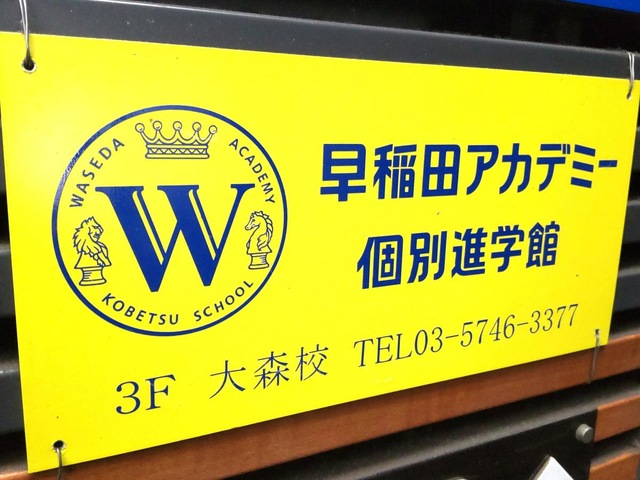 WASEDA ACADEMY
W
KOBETSU SCHOOL
早稲田アカデミー
個別進学館
3F 大森校 TEL03-5746-3377